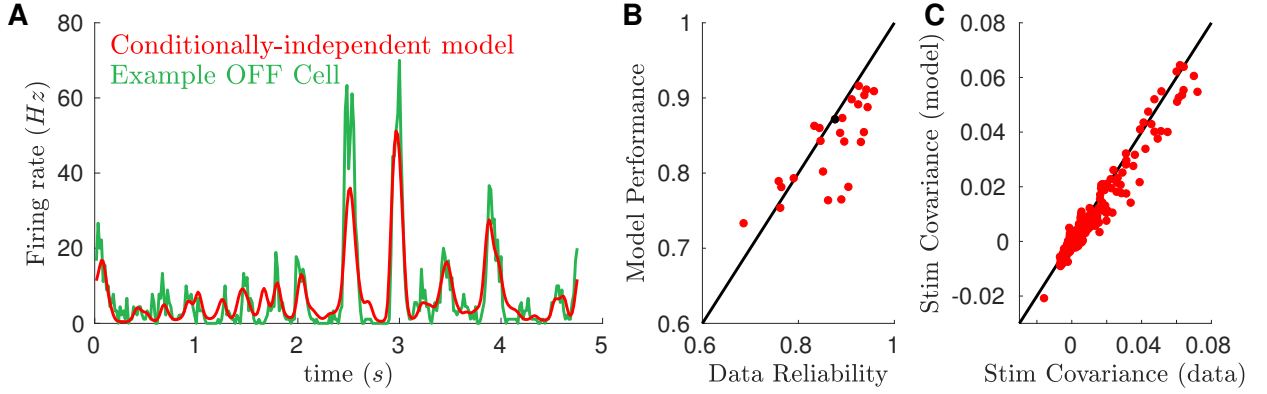 A
Firing rate (Hz)
80
60
40
20
0
Conditionally-independent model
Example OFF Cell
0 1 2 3 4 5
time (s)
B
Model Performance
1
0.9
0.8
0.7
0.6
0.6 0.8 1
Data Reliability
C
Stim Covariance (model)
0.08
0.06
0.04
0.02
0
-0.02
0 0.04 0.08
Stim Covariance (data)